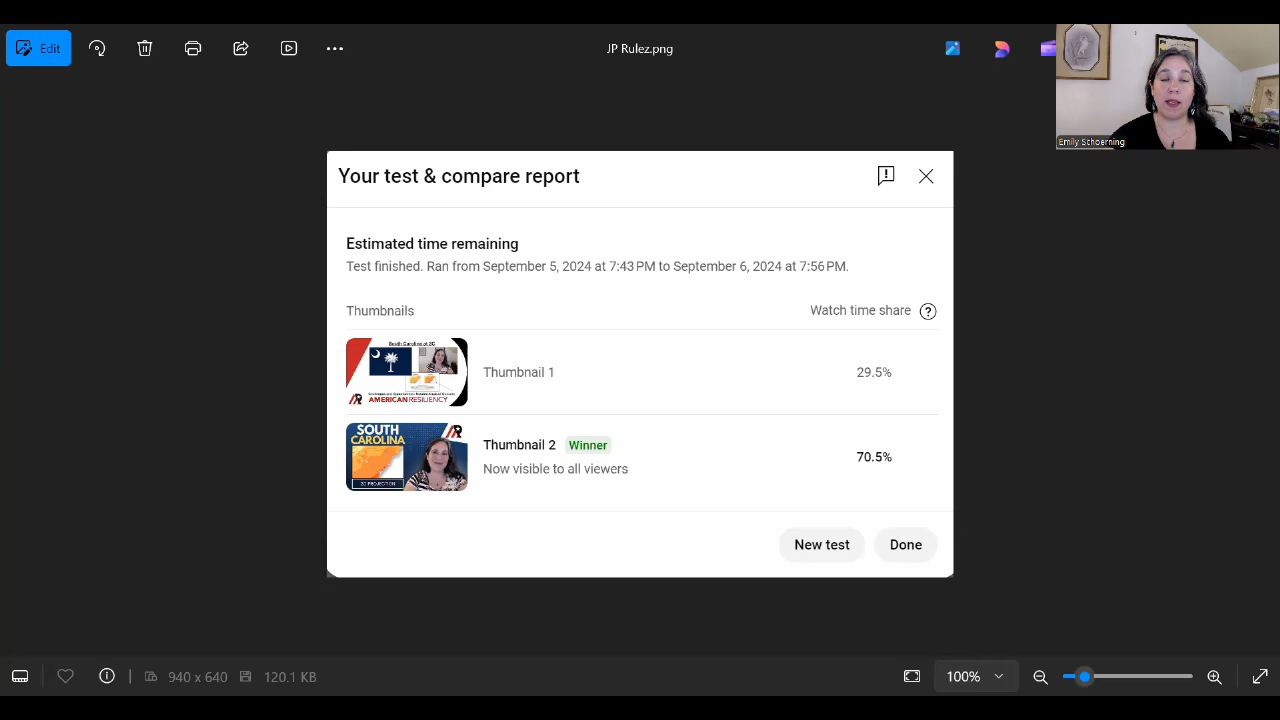 Edit
JP Rulez.png
Emily Schoerning
Your test & compare report
Estimated time remaining
Test finished. Ran from September 5, 2024 at 7:43 PM to September 6, 2024 at 7:56 PM.
Thumbnails
Watch time share
South Carolina at 2C
AMERICAN RESILIENCY
Thumbnail 1
29.5%
SOUTH
CAROLINA
2C PROJECTION
Thumbnail 2 Winner
Now visible to all viewers
70.5%
New test
Done
940 x 640
120.1 KB
100%